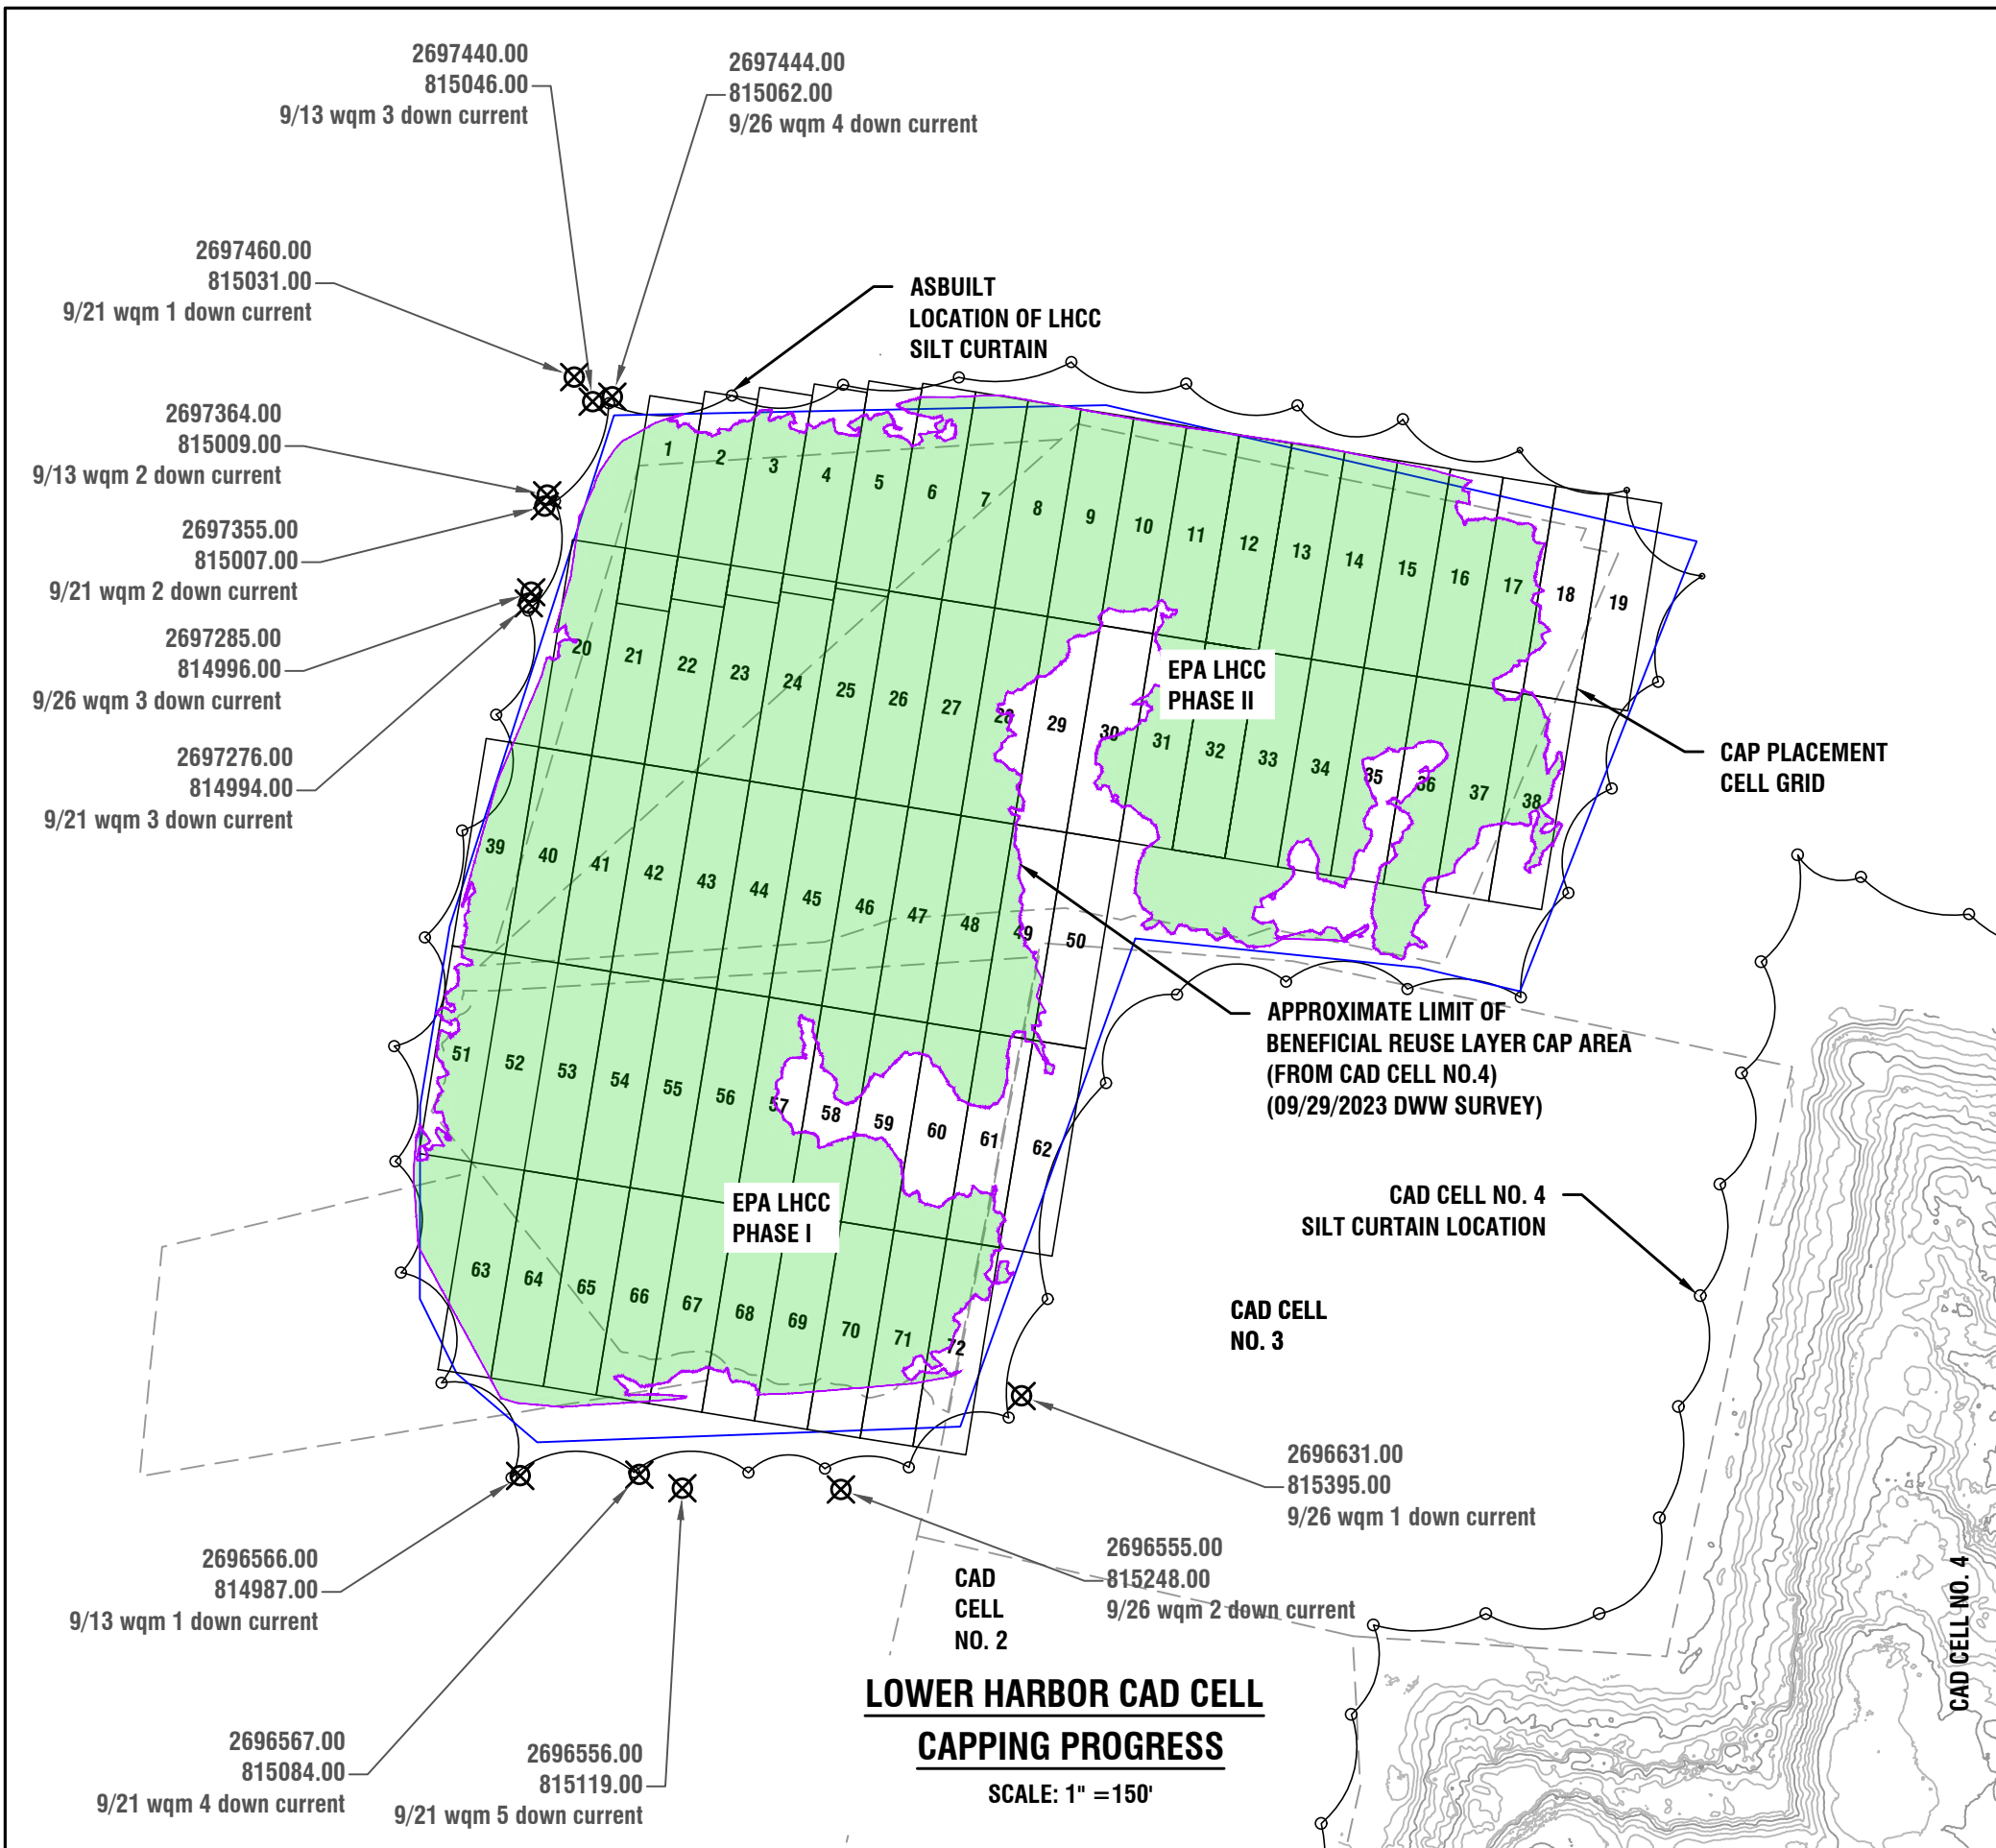 2697440.00
815046.00
9/13 wqm 3 down current
2697444.00
815062.00
9/26 wqm 4 down current
2697460.00
815031.00
9/21 wqm 1 down current
ASBUILT
LOCATION OF LHCC
SILT CURTAIN
2697364.00
815009.00
9/13 wqm 2 down current
2697355.00
815007.00
9/21 wqm 2 down current
2697285.00
814996.00
9/26 wqm 3 down current
2697276.00
814994.00
9/21 wqm 3 down current
1
2
3
4
5
6
7
8
9
10
11
12
13
14
15
16
17
18
19
20
21
22
23
24
25
26
27
28
29
30
31
32
33
34
35
36
37
38
EPA LHCC
PHASE II
CAP PLACEMENT
CELL GRID
39
40
41
42
43
44
45
46
47
48
49
50
APPROXIMATE LIMIT OF
BENEFICIAL REUSE LAYER CAP AREA
(FROM CAD CELL NO.4)
(09/29/2023 DWW SURVEY)
51
52
53
54
55
56
57
58
59
60
61
62
EPA LHCC
PHASE I
CAD CELL NO. 4
SILT CURTAIN LOCATION
63
64
65
66
67
68
69
70
71
72
CAD CELL
NO. 3
2696631.00
815395.00
9/26 wqm 1 down current
2696566.00
814987.00
9/13 wqm 1 down current
2696555.00
815248.00
9/26 wqm 2 down current
CAD
CELL
NO. 2
CAD CELL NO. 4
2696567.00
815084.00
9/21 wqm 4 down current
2696556.00
815119.00
9/21 wqm 5 down current
LOWER HARBOR CAD CELL
CAPPING PROGRESS
SCALE: 1" =150'